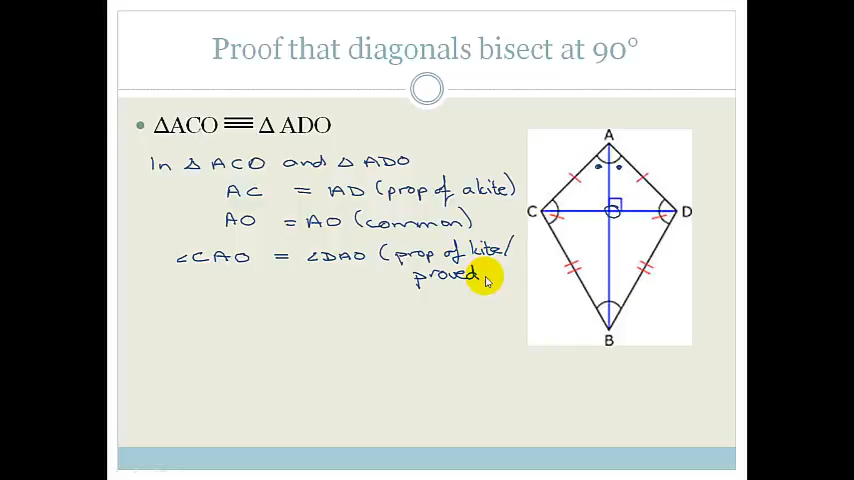 Proof that diagonals bisect at 90°
• ΔACO ≡ Δ ADO
In Δ ACO and Δ ADO
AC = AD (prop of a kite)
AO = AO (common)
∠CAO = ∠DAO (prop of kite/
proved
A
C
O
D
B